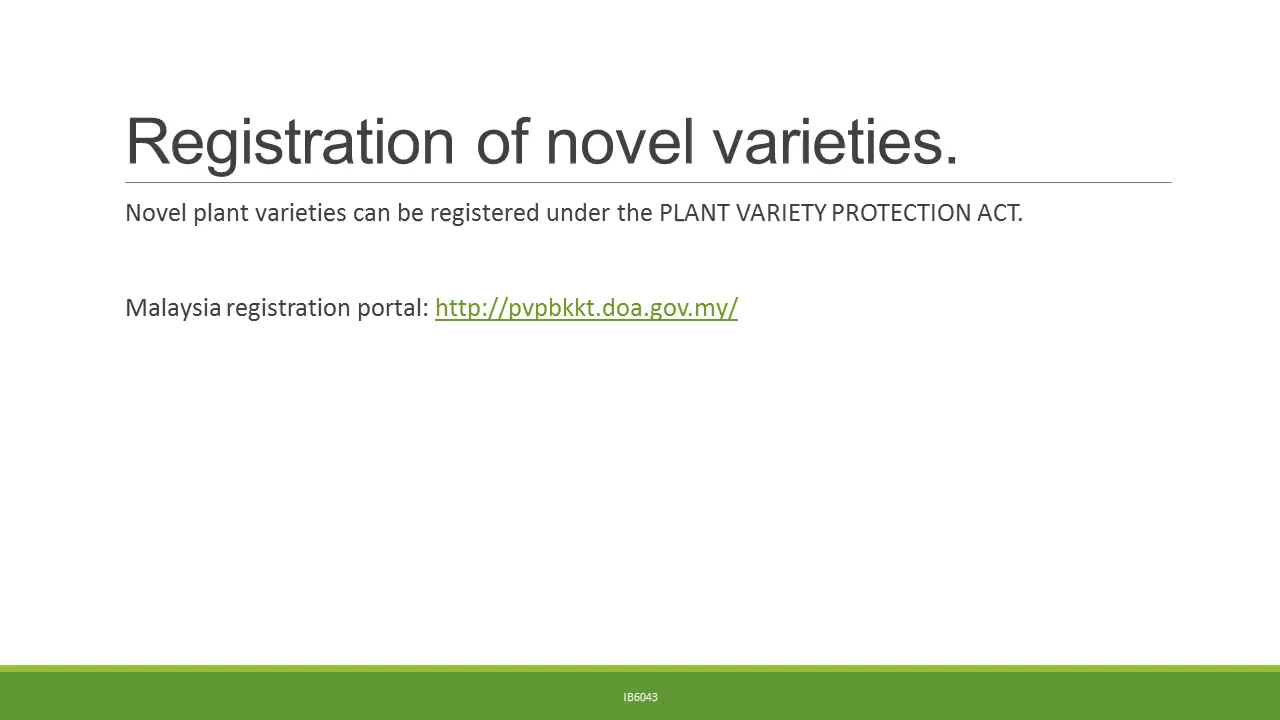 Registration of novel varieties.
Novel plant varieties can be registered under the PLANT VARIETY PROTECTION ACT.
Malaysia registration portal: http://pvpbkkt.doa.gov.my/
IB6043